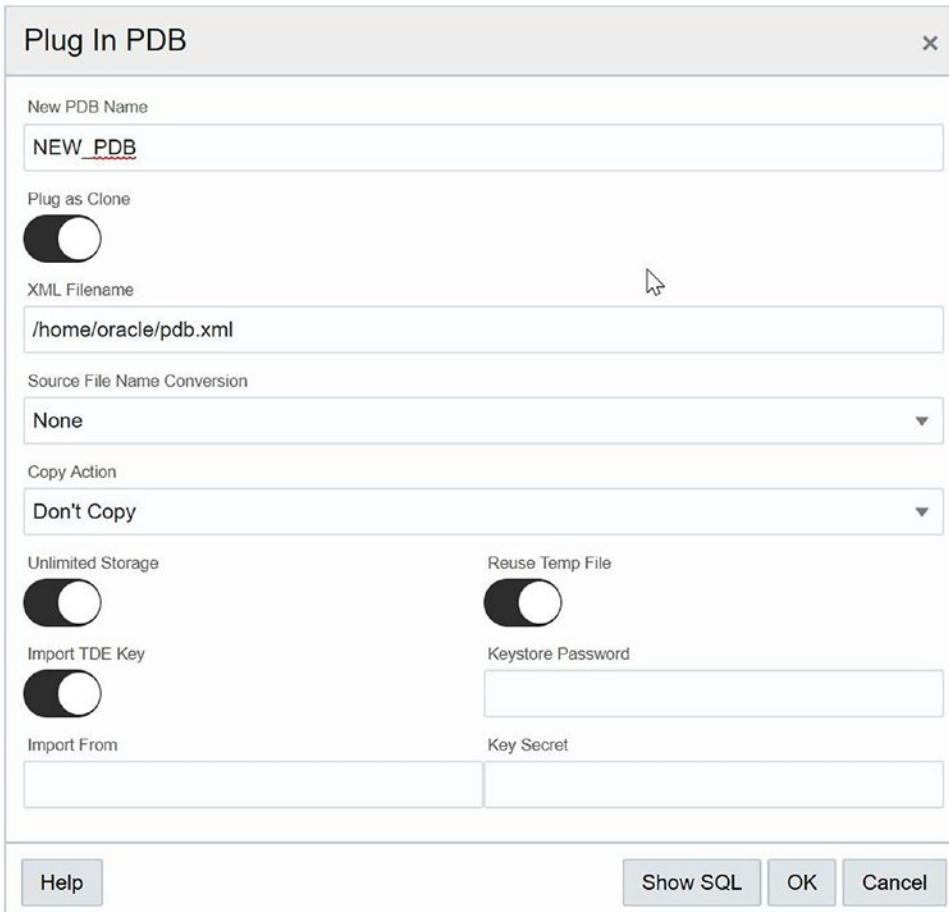 Plug In PDB
×
New PDB Name
NEW_PDB
Plug as Clone
XML Filename
/home/oracle/pdb.xml
Source File Name Conversion
None
Copy Action
Don't Copy
Unlimited Storage Reuse Temp File
Import TDE Key Keystore Password
Import From Key Secret
Help Show SQL OK Cancel